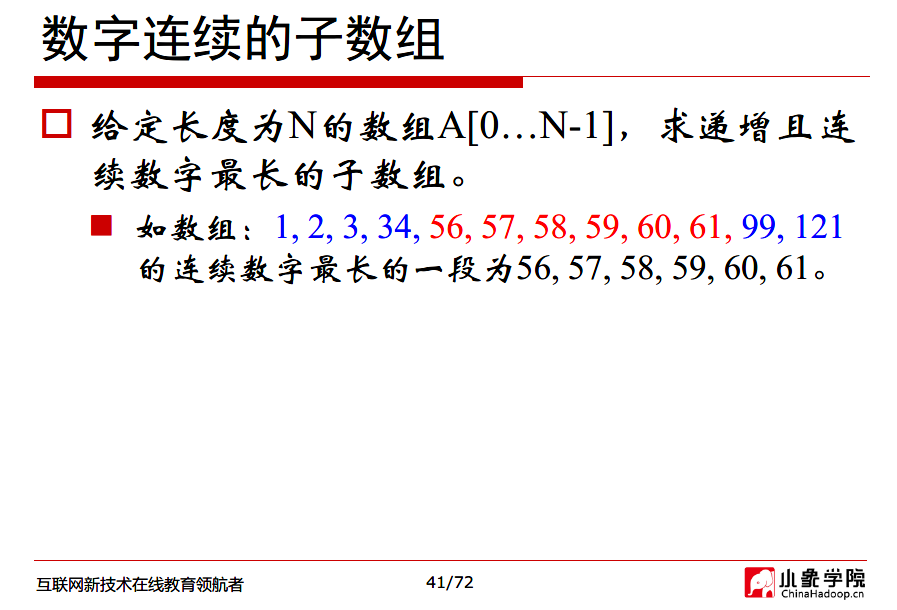 数字连续的子数组
给定长度为N的数组A[0…N-1]，求递增且连
续数字最长的子数组。
如数组：1, 2, 3, 34, 56, 57, 58, 59, 60, 61, 99, 121
的连续数字最长的一段为56, 57, 58, 59, 60, 61。
互联网新技术在线教育领航者
41/72
小象学院
ChinaHadoop.cn